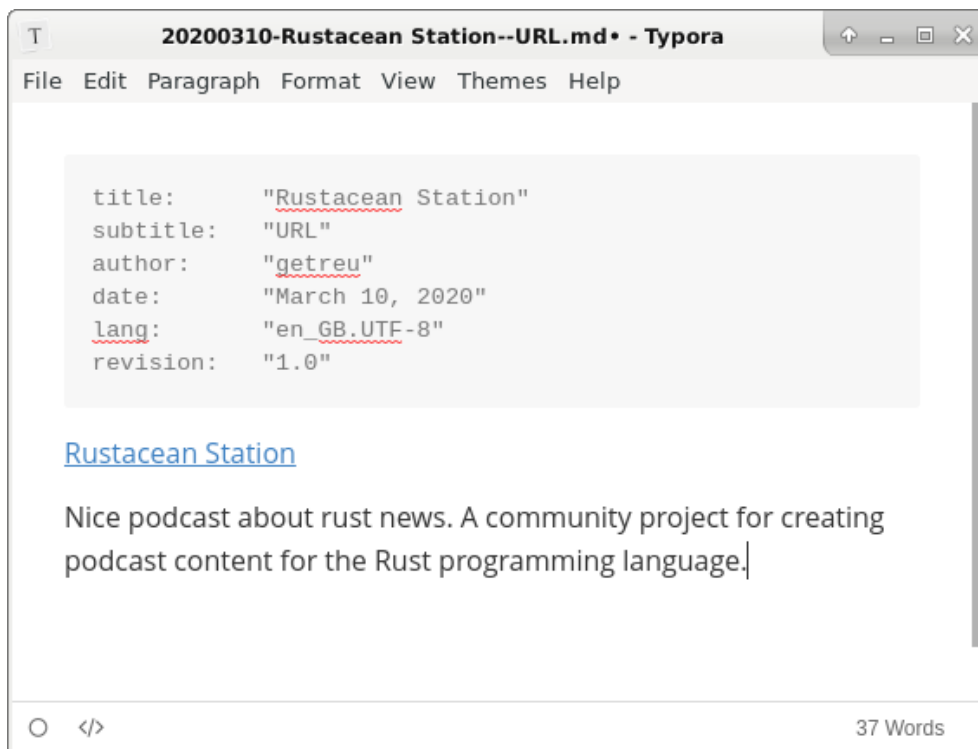 T 20200310-Rustacean Station--URL.md• - Typora
File Edit Paragraph Format View Themes Help
title: "Rustacean Station"
subtitle: "URL"
author: "getreu"
date: "March 10, 2020"
lang: "en_GB.UTF-8"
revision: "1.0"
Rustacean Station
Nice podcast about rust news. A community project for creating
podcast content for the Rust programming language.
</> 37 Words